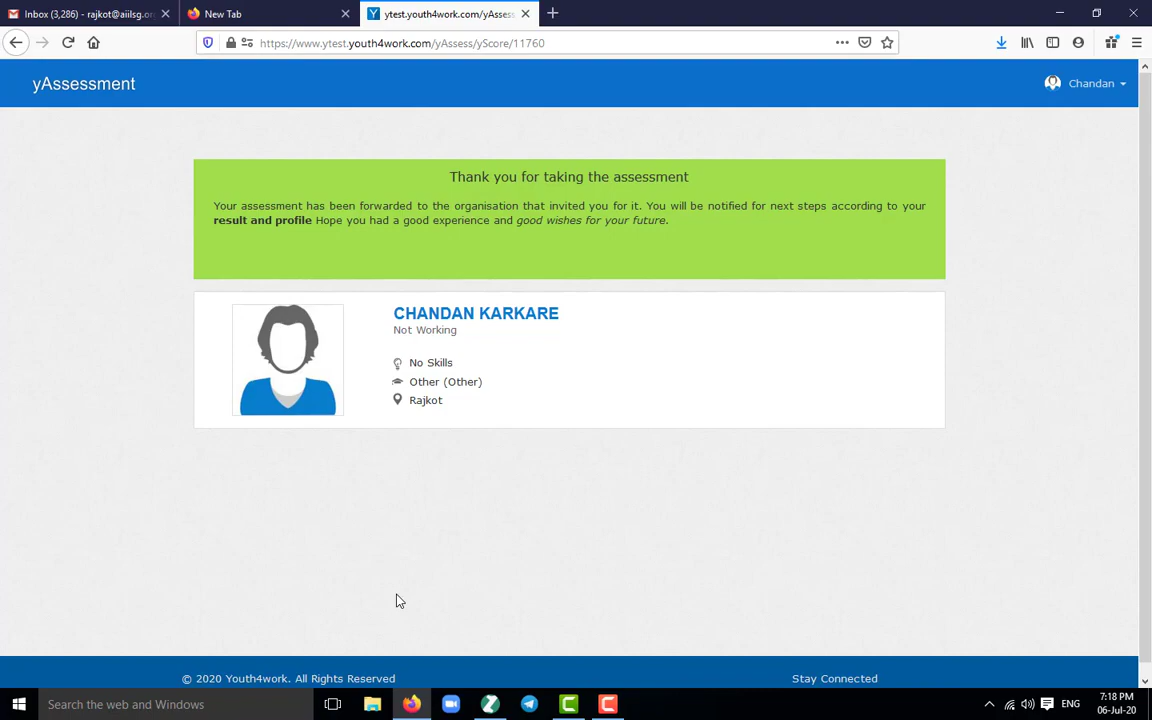 Inbox (3,286) - rajkot@aiilsg.or
New Tab
ytest.youth4work.com/yAssess
https://www.ytest.youth4work.com/yAssess/yScore/11760
yAssessment
Chandan
Thank you for taking the assessment
Your assessment has been forwarded to the organisation that invited you for it. You will be notified for next steps according to your
result and profile Hope you had a good experience and good wishes for your future.
CHANDAN KARKARE
Not Working
No Skills
Other (Other)
Rajkot
© 2020 Youth4work. All Rights Reserved
Stay Connected
Search the web and Windows
ENG
7:18 PM
06-Jul-20